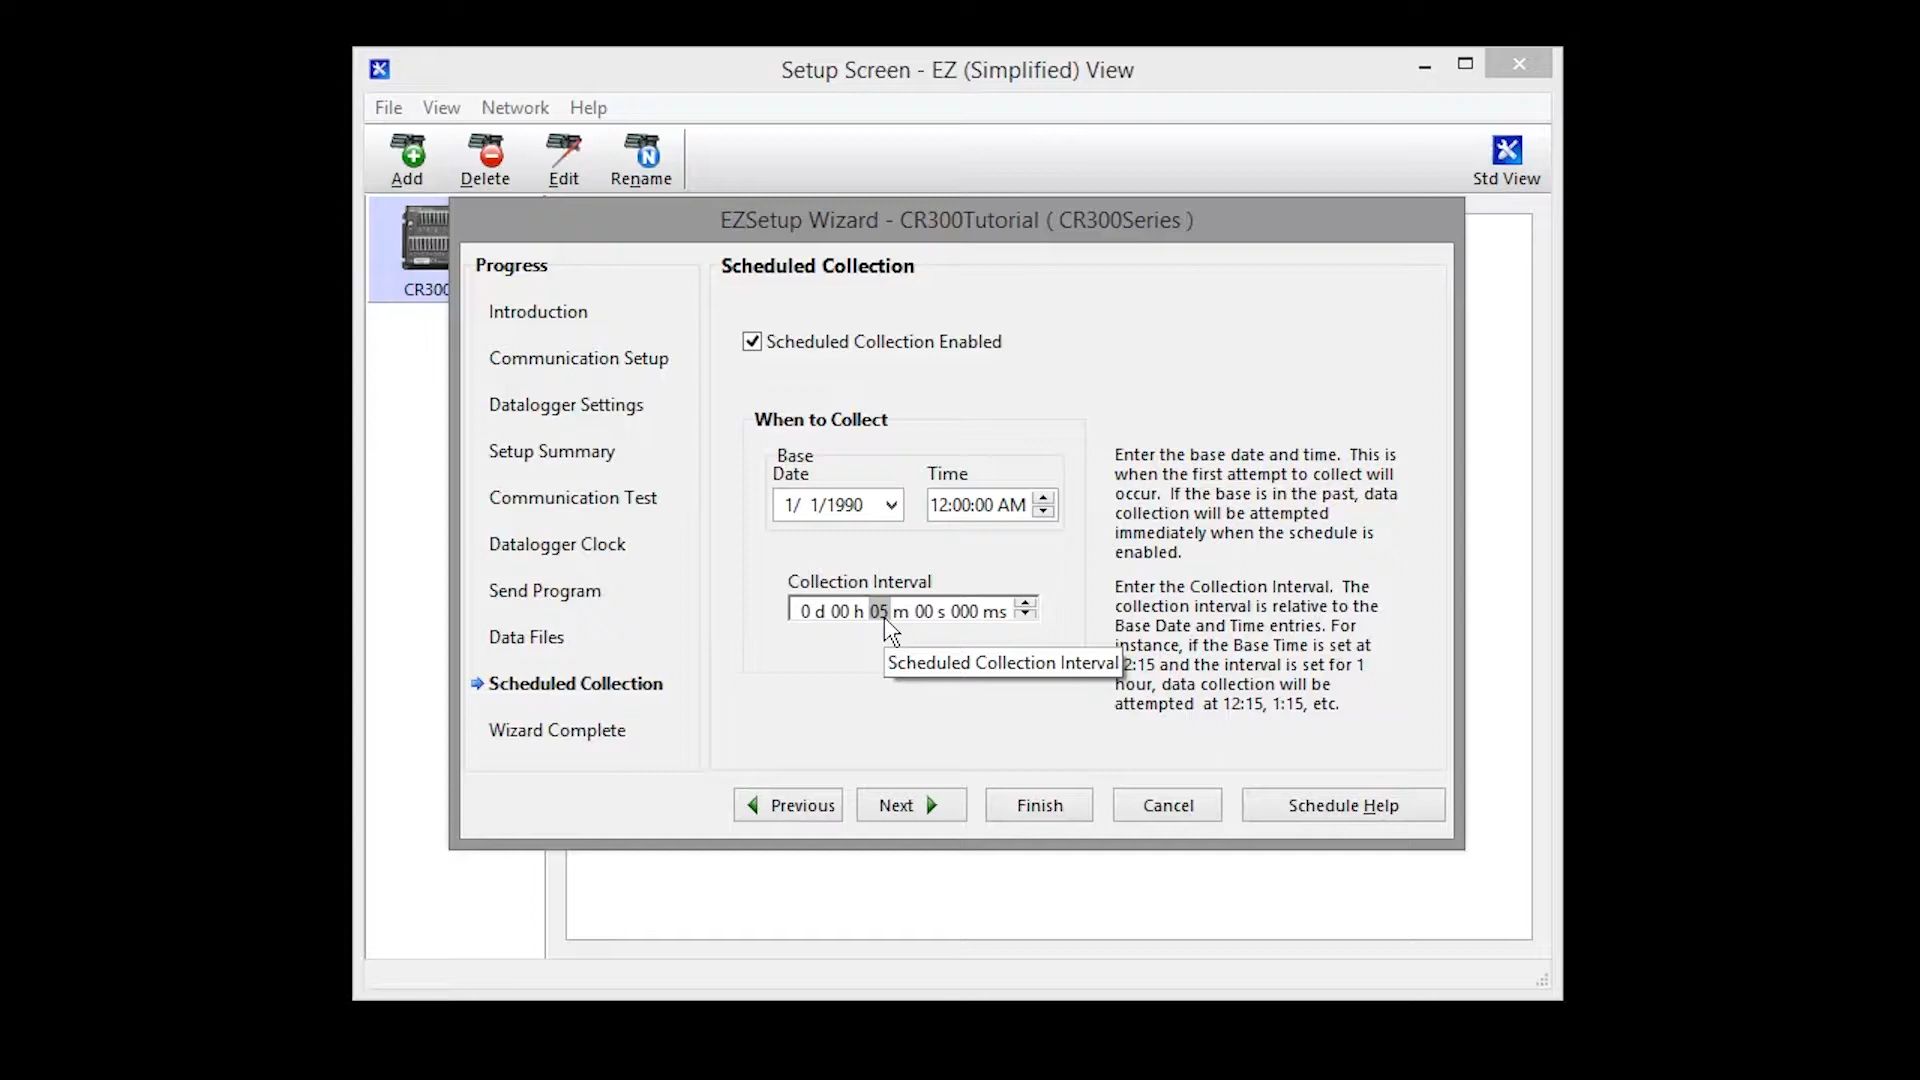 Setup Screen - EZ (Simplified) View
File View Network Help
Add Delete Edit Rename Std View
N
CR300
EZSetup Wizard - CR300Tutorial ( CR300Series )
Progress
Introduction
Communication Setup
Datalogger Settings
Setup Summary
Communication Test
Datalogger Clock
Send Program
Data Files
Scheduled Collection
Wizard Complete
Scheduled Collection
Scheduled Collection Enabled
When to Collect
Base
Date Time
1/ 1/1990 12:00:00 AM
Collection Interval
0 d 00 h 05 m 00 s 000 ms
Scheduled Collection Interval
Enter the base date and time. This is
when the first attempt to collect will
occur. If the base is in the past, data
collection will be attempted
immediately when the schedule is
enabled.
Enter the Collection Interval. The
collection interval is relative to the
Base Date and Time entries. For
instance, if the Base Time is set at
2:15 and the interval is set for 1
hour, data collection will be
attempted at 12:15, 1:15, etc.
Previous Next Finish Cancel Schedule Help